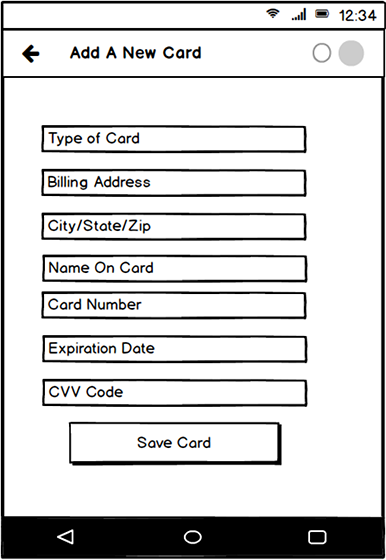 12:34
Add A New Card
Type of Card
Billing Address
City/State/Zip
Name On Card
Card Number
Expiration Date
CVV Code
Save Card